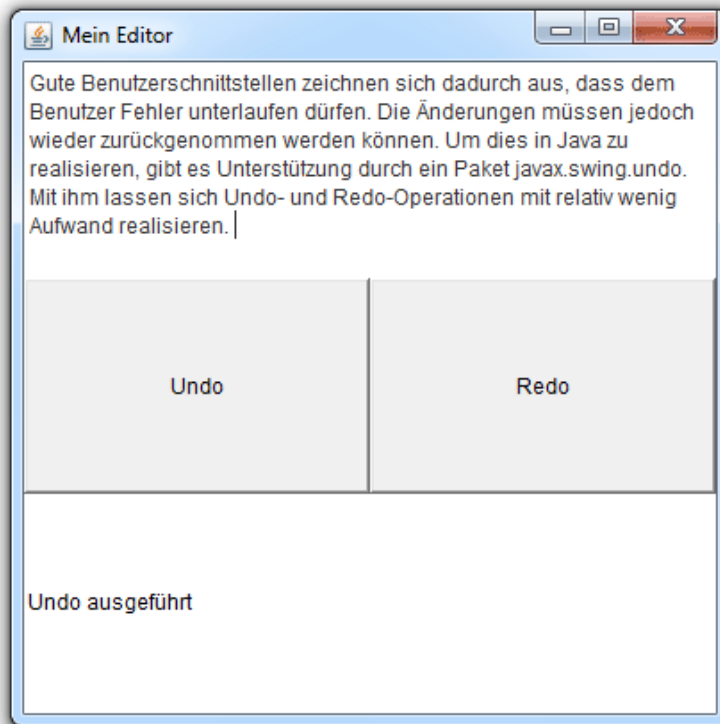 Mein Editor
Gute Benutzerschnittstellen zeichnen sich dadurch aus, dass dem
Benutzer Fehler unterlaufen dürfen. Die Änderungen müssen jedoch
wieder zurückgenommen werden können. Um dies in Java zu
realisieren, gibt es Unterstützung durch ein Paket javax.swing.undo.
Mit ihm lassen sich Undo- und Redo-Operationen mit relativ wenig
Aufwand realisieren.
Undo Redo
Undo ausgeführt